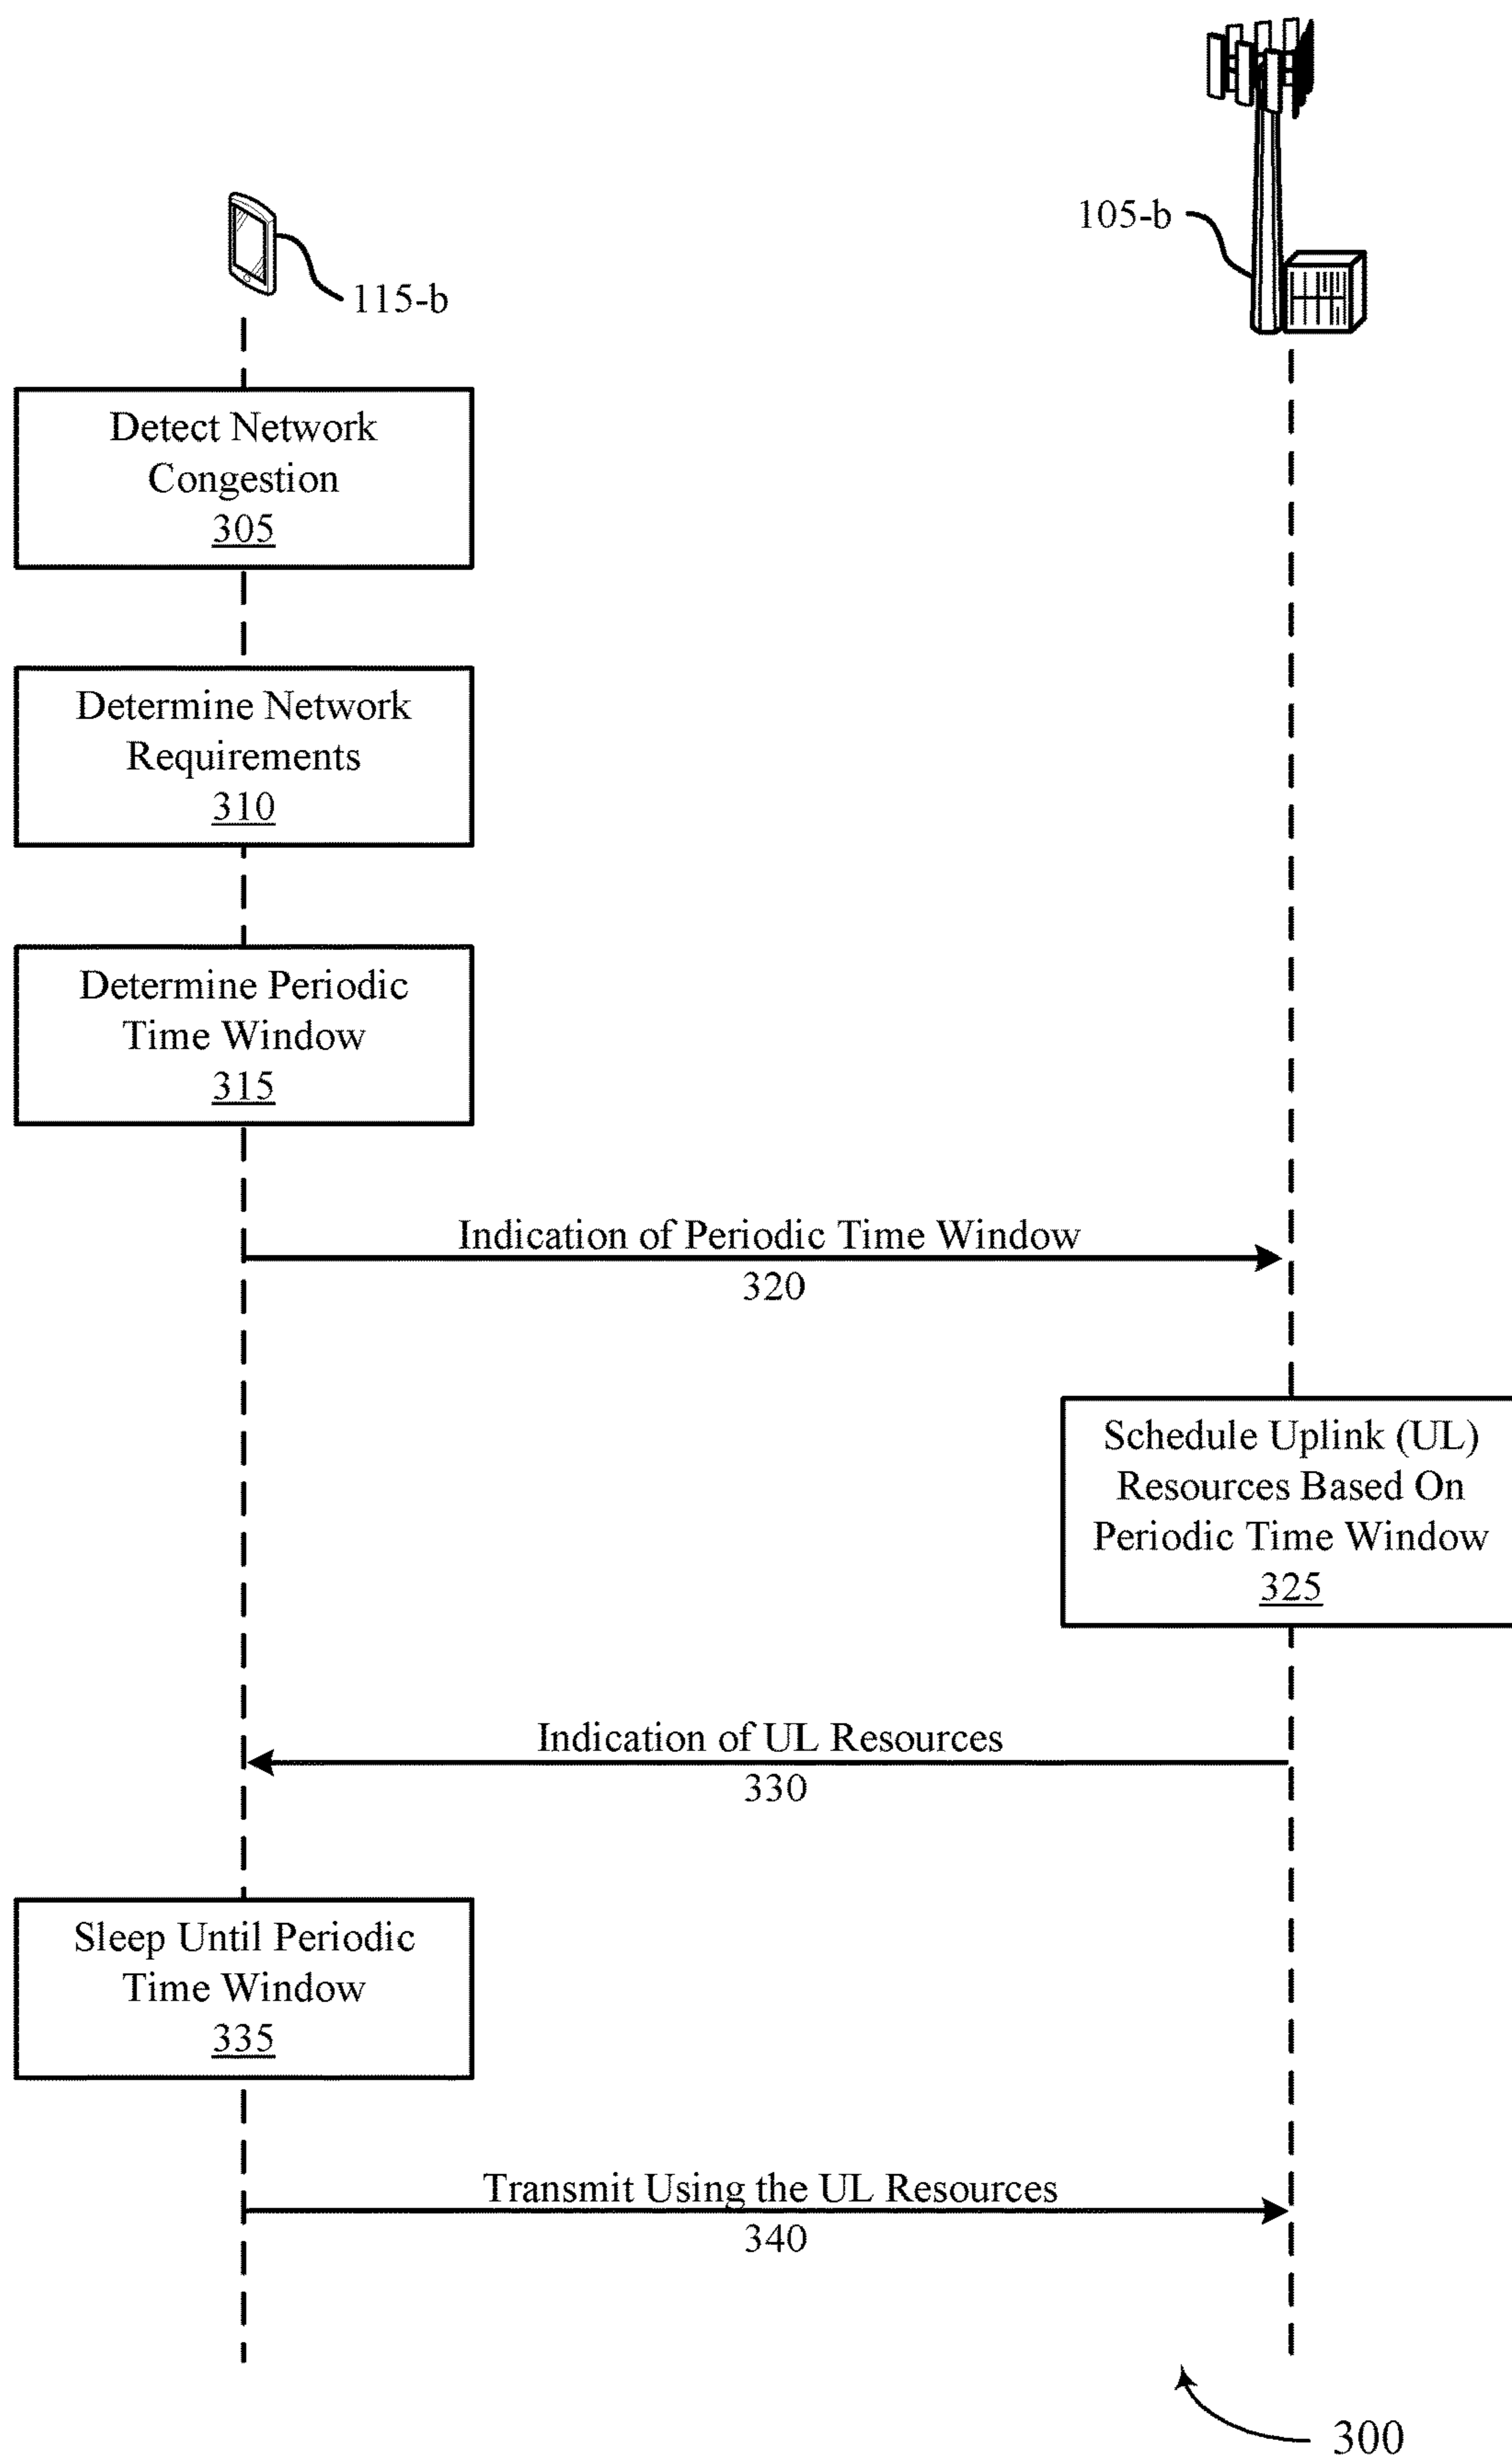 105-b
115-b
Detect Network
Congestion
305
Determine Network
Requirements
310
Determine Periodic
Time Window
315
Indication of Periodic Time Window
320
Schedule Uplink (UL)
Resources Based On
Periodic Time Window
325
Indication of UL Resources
330
Sleep Until Periodic
Time Window
335
Transmit Using the UL Resources
340
300